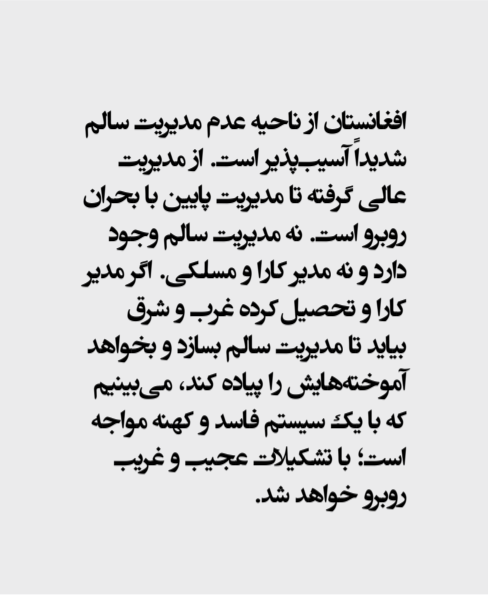 افغانستان از ناحیه عدم مدیریت سالم
شدیداً آسیب‌پذیر است. از مدیریت
عالی گرفته تا مدیریت پایین با بحران
روبرو است. نه مدیریت سالم وجود
دارد و نه مدیر کارا و مسلکی. اگر مدیر
کارا و تحصیل کرده غرب و شرق
بیاید تا مدیریت سالم بسازد و بخواهد
آموخته‌هایش را پیاده کند، می‌بینیم
که با یک سیستم فاسد و کهنه مواجه
است؛ با تشکیلات عجیب و غریب
روبرو خواهد شد.